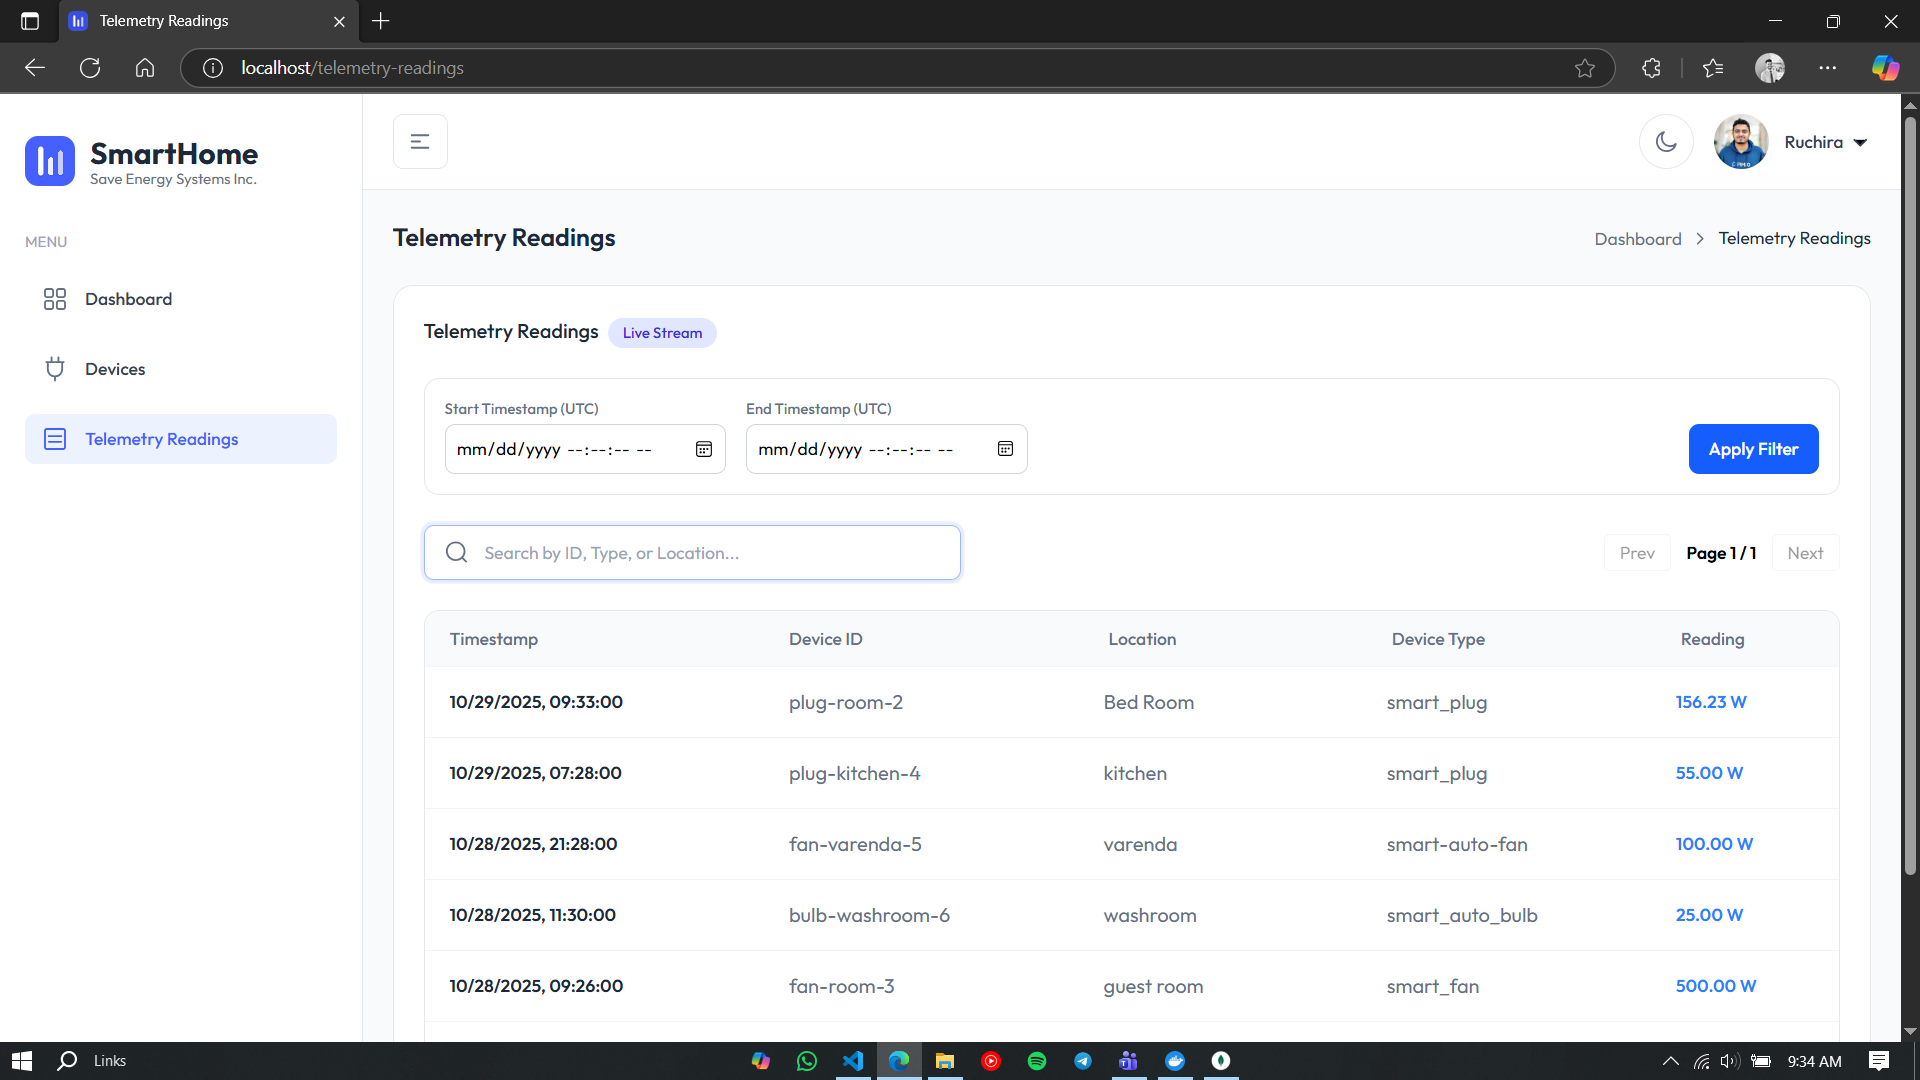 Telemetry Readings
localhost/telemetry-readings
SmartHome
Save Energy Systems Inc.
Ruchira
MENU
Dashboard
Devices
Telemetry Readings
Telemetry Readings
Dashboard > Telemetry Readings
Telemetry Readings Live Stream
Start Timestamp (UTC) End Timestamp (UTC)
mm/dd/yyyy --:--:-- -- mm/dd/yyyy --:--:-- -- Apply Filter
Search by ID, Type, or Location... Prev Page 1 / 1 Next
Timestamp Device ID Location Device Type Reading
10/29/2025, 09:33:00 plug-room-2 Bed Room smart_plug 156.23 W
10/29/2025, 07:28:00 plug-kitchen-4 kitchen smart_plug 55.00 W
10/28/2025, 21:28:00 fan-varenda-5 varenda smart-auto-fan 100.00 W
10/28/2025, 11:30:00 bulb-washroom-6 washroom smart_auto_bulb 25.00 W
10/28/2025, 09:26:00 fan-room-3 guest room smart_fan 500.00 W
Links 9:34 AM